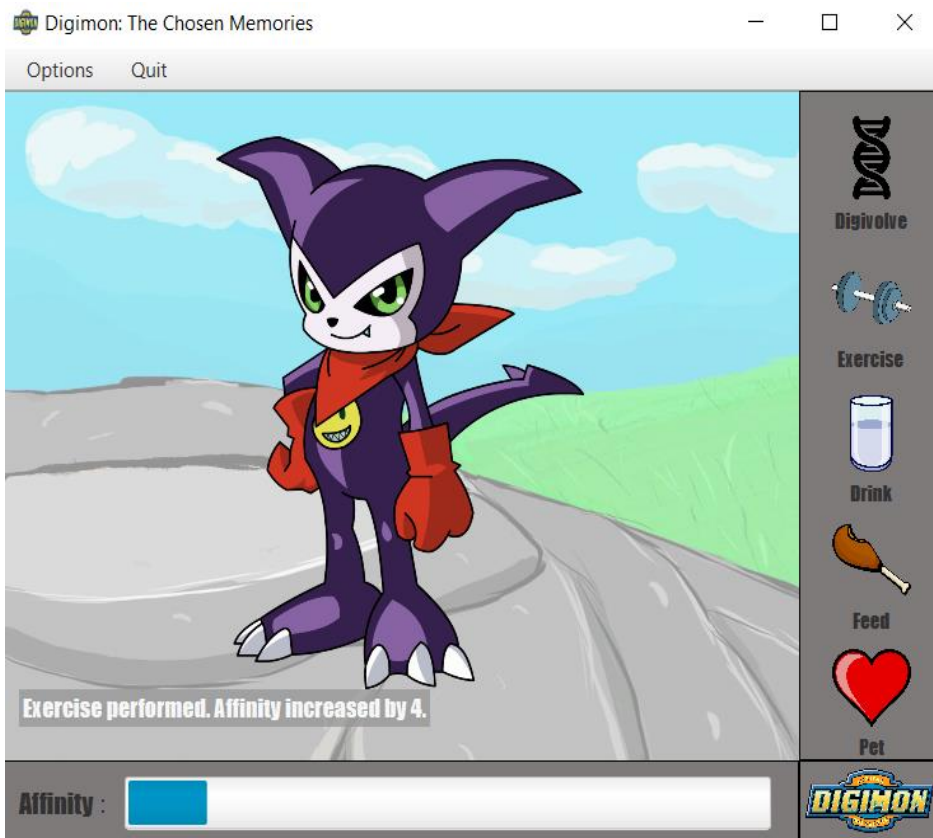 Digimon: The Chosen Memories
Options Quit
Digivolve
Exercise
Drink
Feed
Pet
Exercise performed. Affinity increased by 4.
Affinity :
DIGIMON